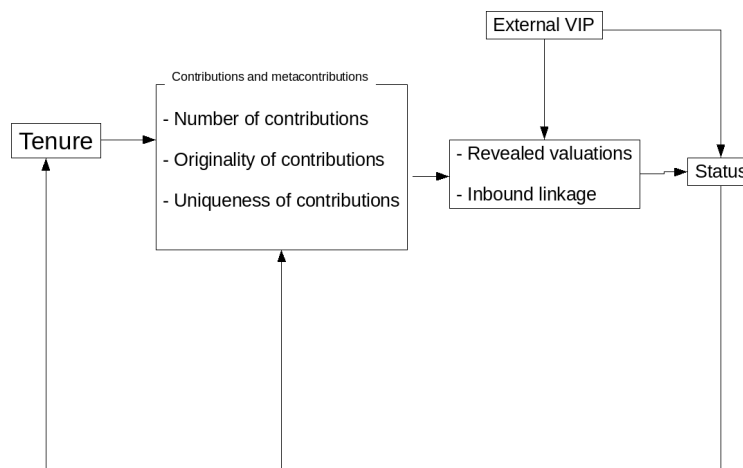 External VIP
Contributions and metacontributions
- Number of contributions
Tenure
- Originality of contributions
- Uniqueness of contributions
- Revealed valuations
- Inbound linkage
Status